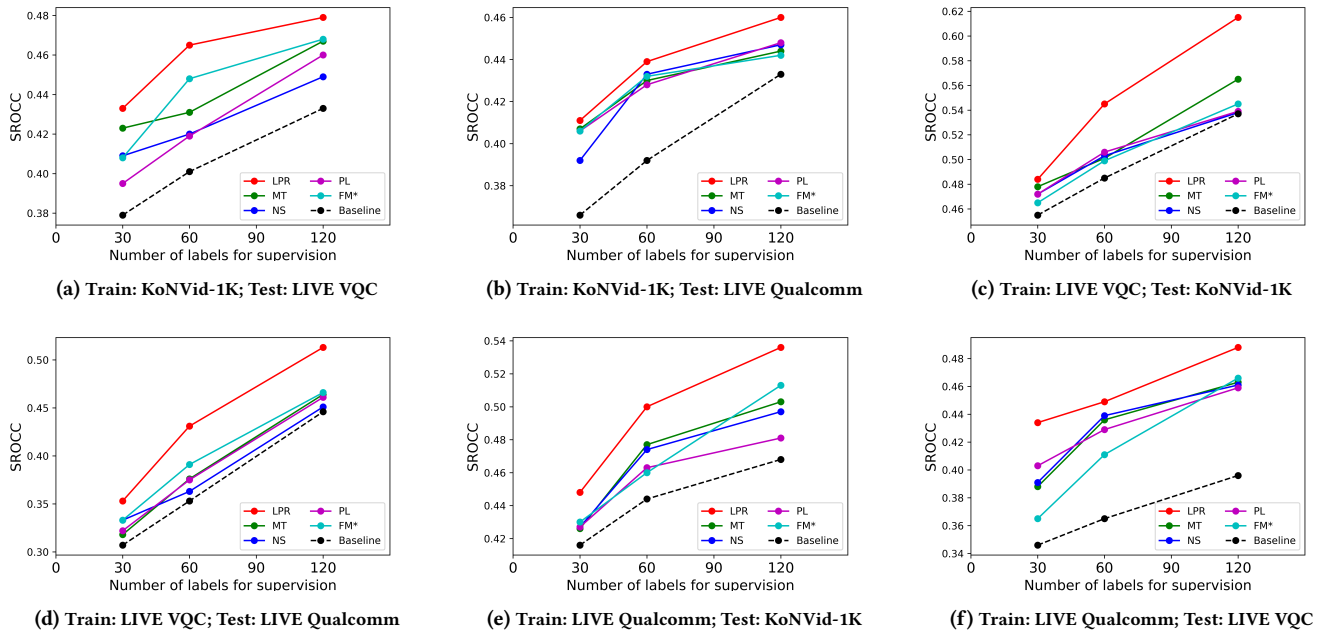 0.48
0.46
0.44
0.42
0.40
0.38
SROCC
LPR
MT
NS
PL
FM*
Baseline
0 30 60 90 120
Number of labels for supervision
(a) Train: KoNVid-1K; Test: LIVE VQC
0.46
0.44
0.42
0.40
0.38
SROCC
LPR
MT
NS
PL
FM*
Baseline
0 30 60 90 120
Number of labels for supervision
(b) Train: KoNVid-1K; Test: LIVE Qualcomm
0.62
0.60
0.58
0.56
0.54
0.52
0.50
0.48
0.46
SROCC
LPR
MT
NS
PL
FM*
Baseline
0 30 60 90 120
Number of labels for supervision
(c) Train: LIVE VQC; Test: KoNVid-1K
0.50
0.45
0.40
0.35
0.30
SROCC
LPR
MT
NS
PL
FM*
Baseline
0 30 60 90 120
Number of labels for supervision
(d) Train: LIVE VQC; Test: LIVE Qualcomm
0.54
0.52
0.50
0.48
0.46
0.44
0.42
SROCC
LPR
MT
NS
PL
FM*
Baseline
0 30 60 90 120
Number of labels for supervision
(e) Train: LIVE Qualcomm; Test: KoNVid-1K
0.48
0.46
0.44
0.42
0.40
0.38
0.36
0.34
SROCC
LPR
MT
NS
PL
FM*
Baseline
0 30 60 90 120
Number of labels for supervision
(f) Train: LIVE Qualcomm; Test: LIVE VQC